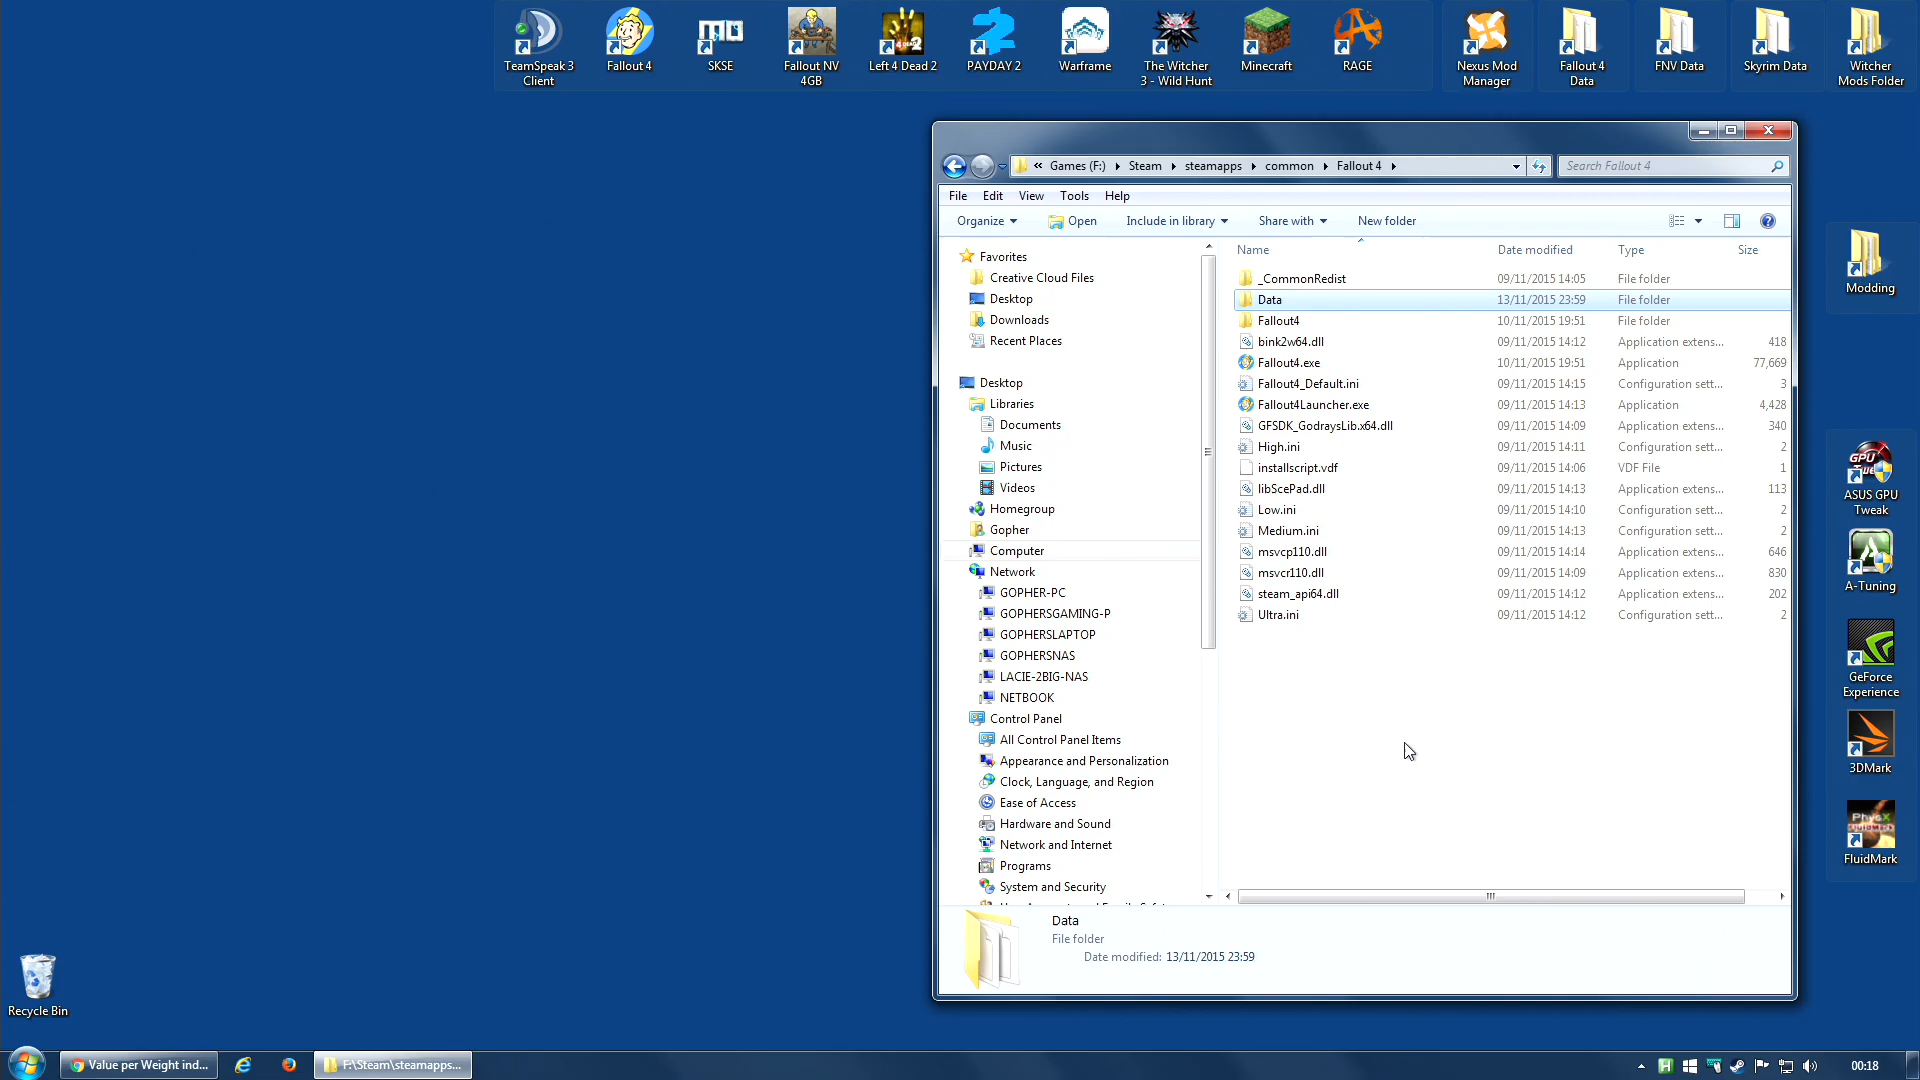 TeamSpeak 3
Client
Fallout 4
SKSE
Fallout NV
4GB
Left 4 Dead 2
PAYDAY 2
Warframe
The Witcher
3 - Wild Hunt
Minecraft
RAGE
Nexus Mod
Manager
Fallout 4
Data
FNV Data
Skyrim Data
Witcher
Mods Folder
« Games (F:) Steam steamapps common Fallout 4
Search Fallout 4
File Edit View Tools Help
Organize Open Include in library Share with New folder
Name Date modified Type Size
_CommonRedist 09/11/2015 14:05 File folder
Data 13/11/2015 23:59 File folder
Fallout4 10/11/2015 19:51 File folder
bink2w64.dll 09/11/2015 14:12 Application extens... 418
Fallout4.exe 10/11/2015 19:51 Application 77,669
Fallout4_Default.ini 09/11/2015 14:15 Configuration sett... 3
Fallout4Launcher.exe 09/11/2015 14:13 Application 4,428
GFSDK_GodraysLib.x64.dll 09/11/2015 14:09 Application extens... 340
High.ini 09/11/2015 14:11 Configuration sett... 2
installscript.vdf 09/11/2015 14:06 VDF File 1
libScePad.dll 09/11/2015 14:13 Application extens... 113
Low.ini 09/11/2015 14:10 Configuration sett... 2
Medium.ini 09/11/2015 14:13 Configuration sett... 2
msvcp110.dll 09/11/2015 14:14 Application extens... 646
msvcr110.dll 09/11/2015 14:09 Application extens... 830
steam_api64.dll 09/11/2015 14:12 Application extens... 202
Ultra.ini 09/11/2015 14:12 Configuration sett... 2
Favorites
Creative Cloud Files
Desktop
Downloads
Recent Places
Desktop
Libraries
Documents
Music
Pictures
Videos
Homegroup
Gopher
Computer
Network
GOPHER-PC
GOPHERSGAMING-P
GOPHERSLAPTOP
GOPHERSNAS
LACIE-2BIG-NAS
NETBOOK
Control Panel
All Control Panel Items
Appearance and Personalization
Clock, Language, and Region
Ease of Access
Hardware and Sound
Network and Internet
Programs
System and Security
Data
File folder
Date modified: 13/11/2015 23:59
Modding
ASUS GPU
Tweak
A-Tuning
GeForce
Experience
3DMark
FluidMark
Recycle Bin
Value per Weight ind...
F:\Steam\steamapps...
00:18